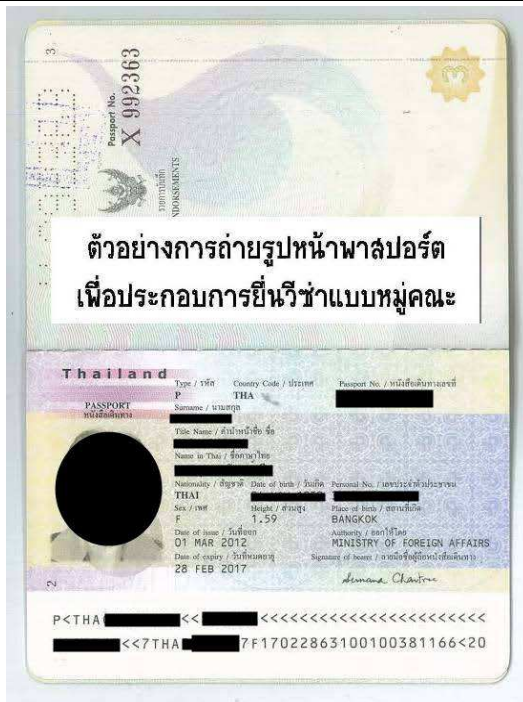 3
Passport No.
X 992363
รายการบันทึก
ENDORSEMENTS
ตัวอย่างการถ่ายรูปหน้าพาสปอร์ต
เพื่อประกอบการยื่นวีซ่าแบบหมู่คณะ
Thailand
PASSPORT
หนังสือเดินทาง
Type / รหัส Country Code / ประเทศ Passport No. / หนังสือเดินทางเลขที่
P THA
Surname / นามสกุล
Title Name / คำนำหน้าชื่อ ชื่อ
Name in Thai / ชื่อภาษาไทย
Nationality / สัญชาติ Date of birth / วันเกิด Personal No. / เลขประจำตัวประชาชน
THAI
Sex / เพศ Height / ส่วนสูง Place of birth / สถานที่เกิด
F 1.59 BANGKOK
Date of issue / วันที่ออก Authority / ออกให้โดย
01 MAR 2012 MINISTRY OF FOREIGN AFFAIRS
Date of expiry / วันที่หมดอายุ Signature of bearer / ลายมือชื่อผู้ถือหนังสือเดินทาง
28 FEB 2017
2
P<THA << <<<<<<<<<<<<<<<<<<<<<<<
<<7THA 7F1702286310010038116​6<20